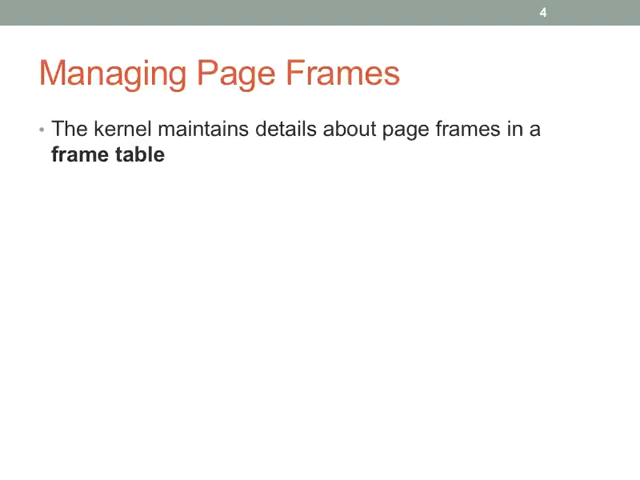 4
Managing Page Frames
• The kernel maintains details about page frames in a
frame table